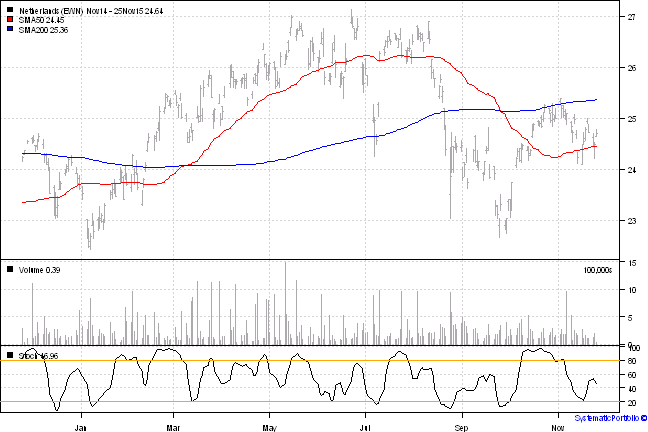 Netherlands (EWN) Nov14 - 25Nov15 24.64
SMA50 24.45
SMA200 25.36
27
26
25
24
23
Volume 0.39
100,000s
15
10
5
0
Stoch 46.96
100
80
60
40
20
Jan Mar May Jul Sep Nov
SystematicPortfolio ©